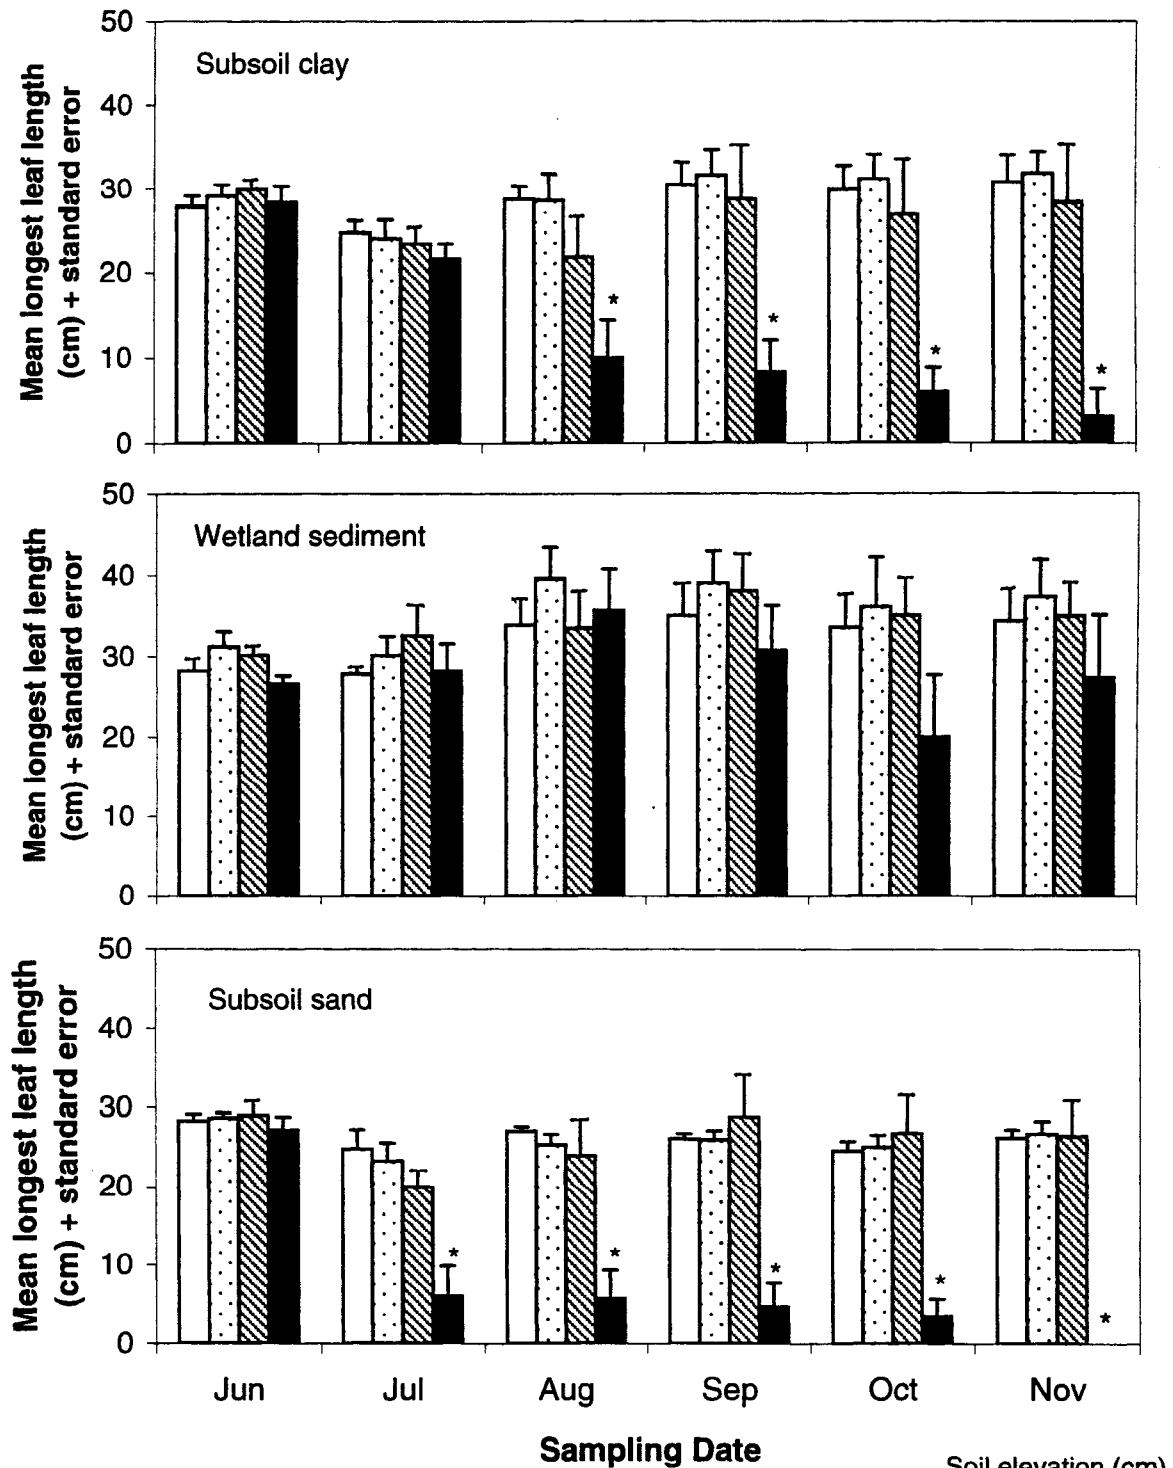 50
Subsoil clay
40
30
20
10
0
Mean longest leaf length
(cm) + standard error
* * * *
50
Wetland sediment
40
30
20
10
0
Mean longest leaf length
(cm) + standard error
50
Subsoil sand
40
30
20
10
0
Mean longest leaf length
(cm) + standard error
* * * * *
Jun Jul Aug Sep Oct Nov
Sampling Date
Soil elevation (cm)